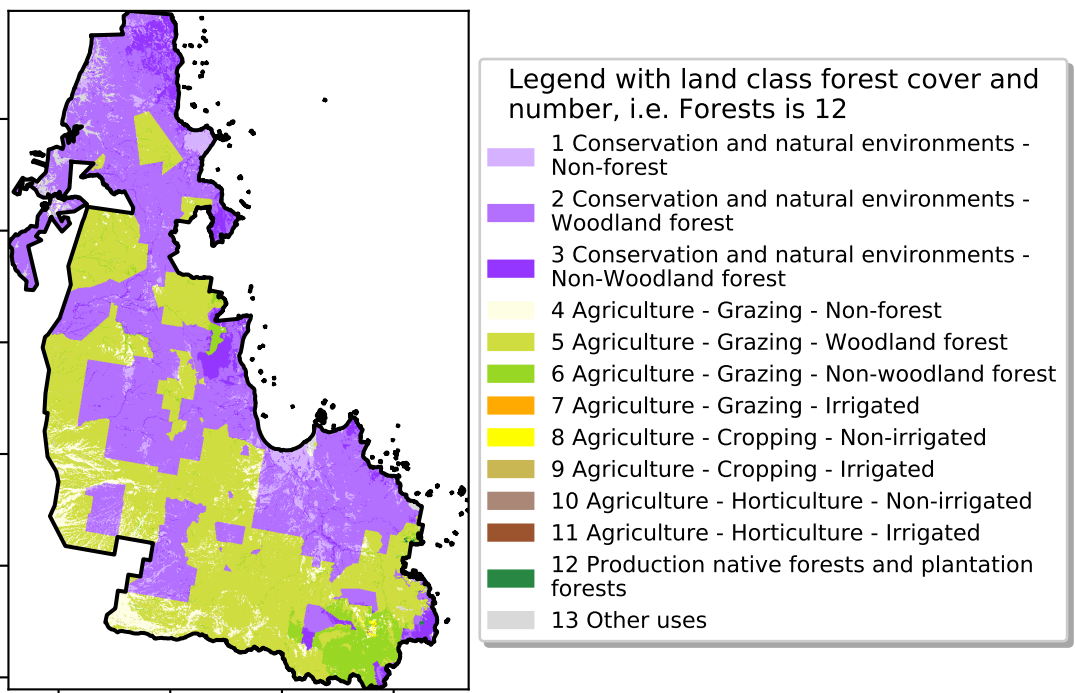 Legend with land class forest cover and
number, i.e. Forests is 12
1 Conservation and natural environments -
Non-forest
2 Conservation and natural environments -
Woodland forest
3 Conservation and natural environments -
Non-Woodland forest
4 Agriculture - Grazing - Non-forest
5 Agriculture - Grazing - Woodland forest
6 Agriculture - Grazing - Non-woodland forest
7 Agriculture - Grazing - Irrigated
8 Agriculture - Cropping - Non-irrigated
9 Agriculture - Cropping - Irrigated
10 Agriculture - Horticulture - Non-irrigated
11 Agriculture - Horticulture - Irrigated
12 Production native forests and plantation
forests
13 Other uses